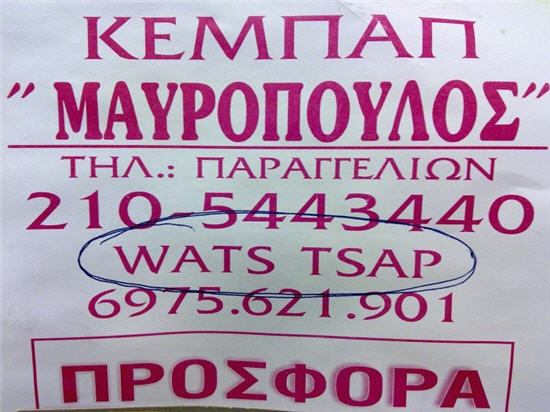 ΚΕΜΠΑΠ
"ΜΑΥΡΟΠΟΥΛΟΣ"
ΤΗΛ.: ΠΑΡΑΓΓΕΛΙΩΝ
210-5443440
WATS TSAP
6975.621.901
ΠΡΟΣΦΟΡΑ